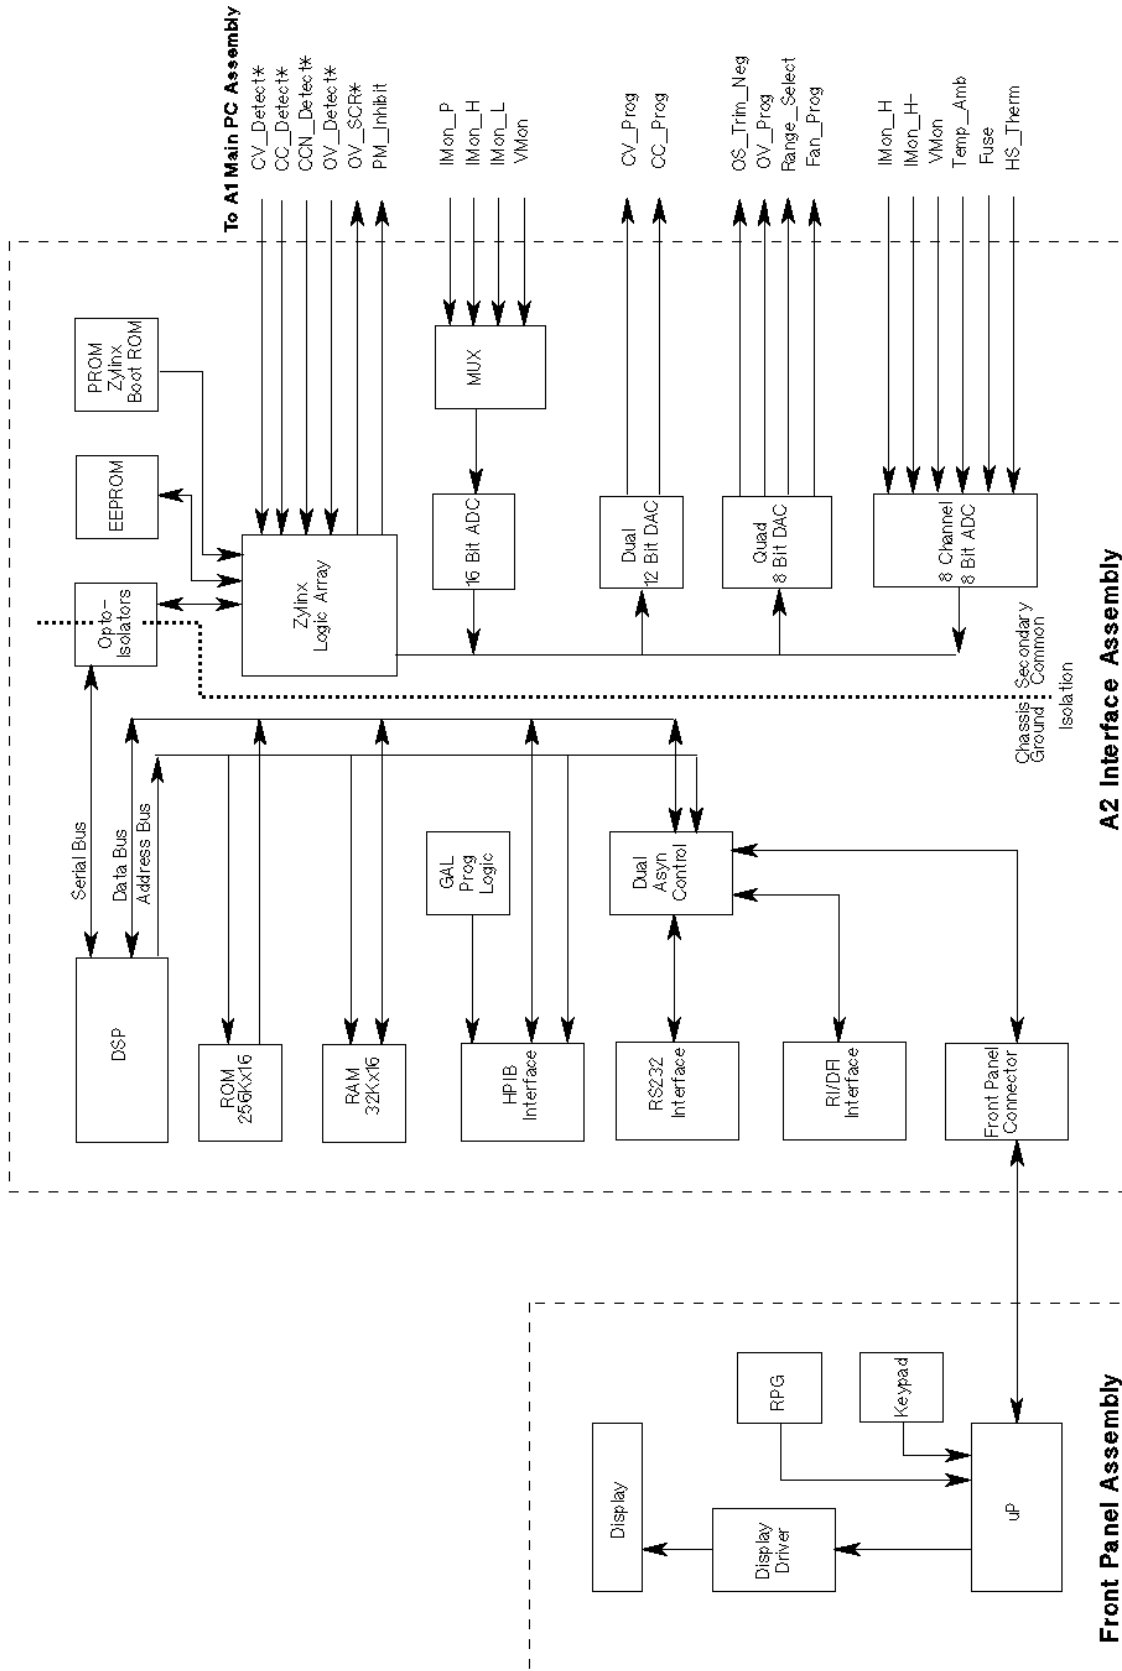 To A1 Main PC Assembly
CV_Detect*
CC_Detect*
CCN_Detect*
OV_Detect*
OV_SCR*
PM_Inhibit
IMon_P
IMon_H
IMon_L
VMon
CV_Prog
CC_Prog
OS_Trim_Neg
OV_Prog
Range_Select
Fan_Prog
IMon_H
IMon_H-
VMon
Temp_Amb
Fuse
HS_Therm
PROM
Zylinx
Boot ROM
EEPROM
Opto-
Isolators
Zylinx
Logic Array
MUX
16 Bit ADC
Dual
12 Bit DAC
Quad
8 Bit DAC
8 Channel
8 Bit ADC
Serial Bus
Data Bus
Address Bus
Chassis
Ground
Secondary
Common
Isolation
DSP
ROM
256Kx16
RAM
32Kx16
GAL
Prog
Logic
HPIB
Interface
Dual
Asyn
Control
RS232
Interface
RI/DFI
Interface
Front Panel
Connector
A2 Interface Assembly
Display
Display
Driver
RPG
Keypad
uP
Front Panel Assembly